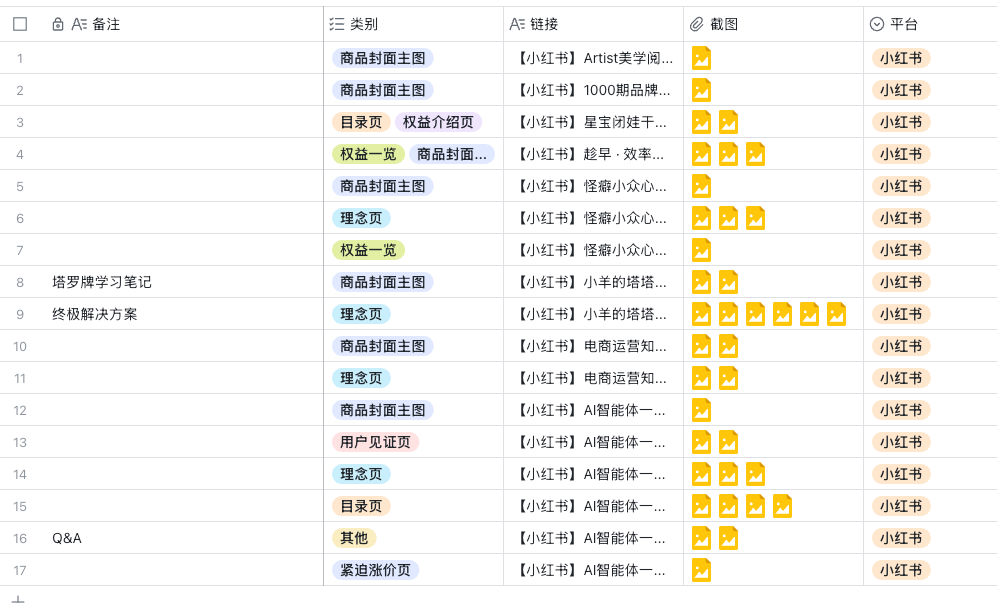 备注 类别 链接 截图 平台
1 商品封面主图 【小红书】Artist美学阅... 小红书
2 商品封面主图 【小红书】1000期品牌... 小红书
3 目录页 权益介绍页 【小红书】星宝闭娃干... 小红书
4 权益一览 商品封面... 【小红书】趁早 · 效率... 小红书
5 商品封面主图 【小红书】怪癖小众心... 小红书
6 理念页 【小红书】怪癖小众心... 小红书
7 权益一览 【小红书】怪癖小众心... 小红书
8 塔罗牌学习笔记 商品封面主图 【小红书】小羊的塔塔... 小红书
9 终极解决方案 理念页 【小红书】小羊的塔塔... 小红书
10 商品封面主图 【小红书】电商运营知... 小红书
11 理念页 【小红书】电商运营知... 小红书
12 商品封面主图 【小红书】AI智能体一... 小红书
13 用户见证页 【小红书】AI智能体一... 小红书
14 理念页 【小红书】AI智能体一... 小红书
15 目录页 【小红书】AI智能体一... 小红书
16 Q&A 其他 【小红书】AI智能体一... 小红书
17 紧迫涨价页 【小红书】AI智能体一... 小红书